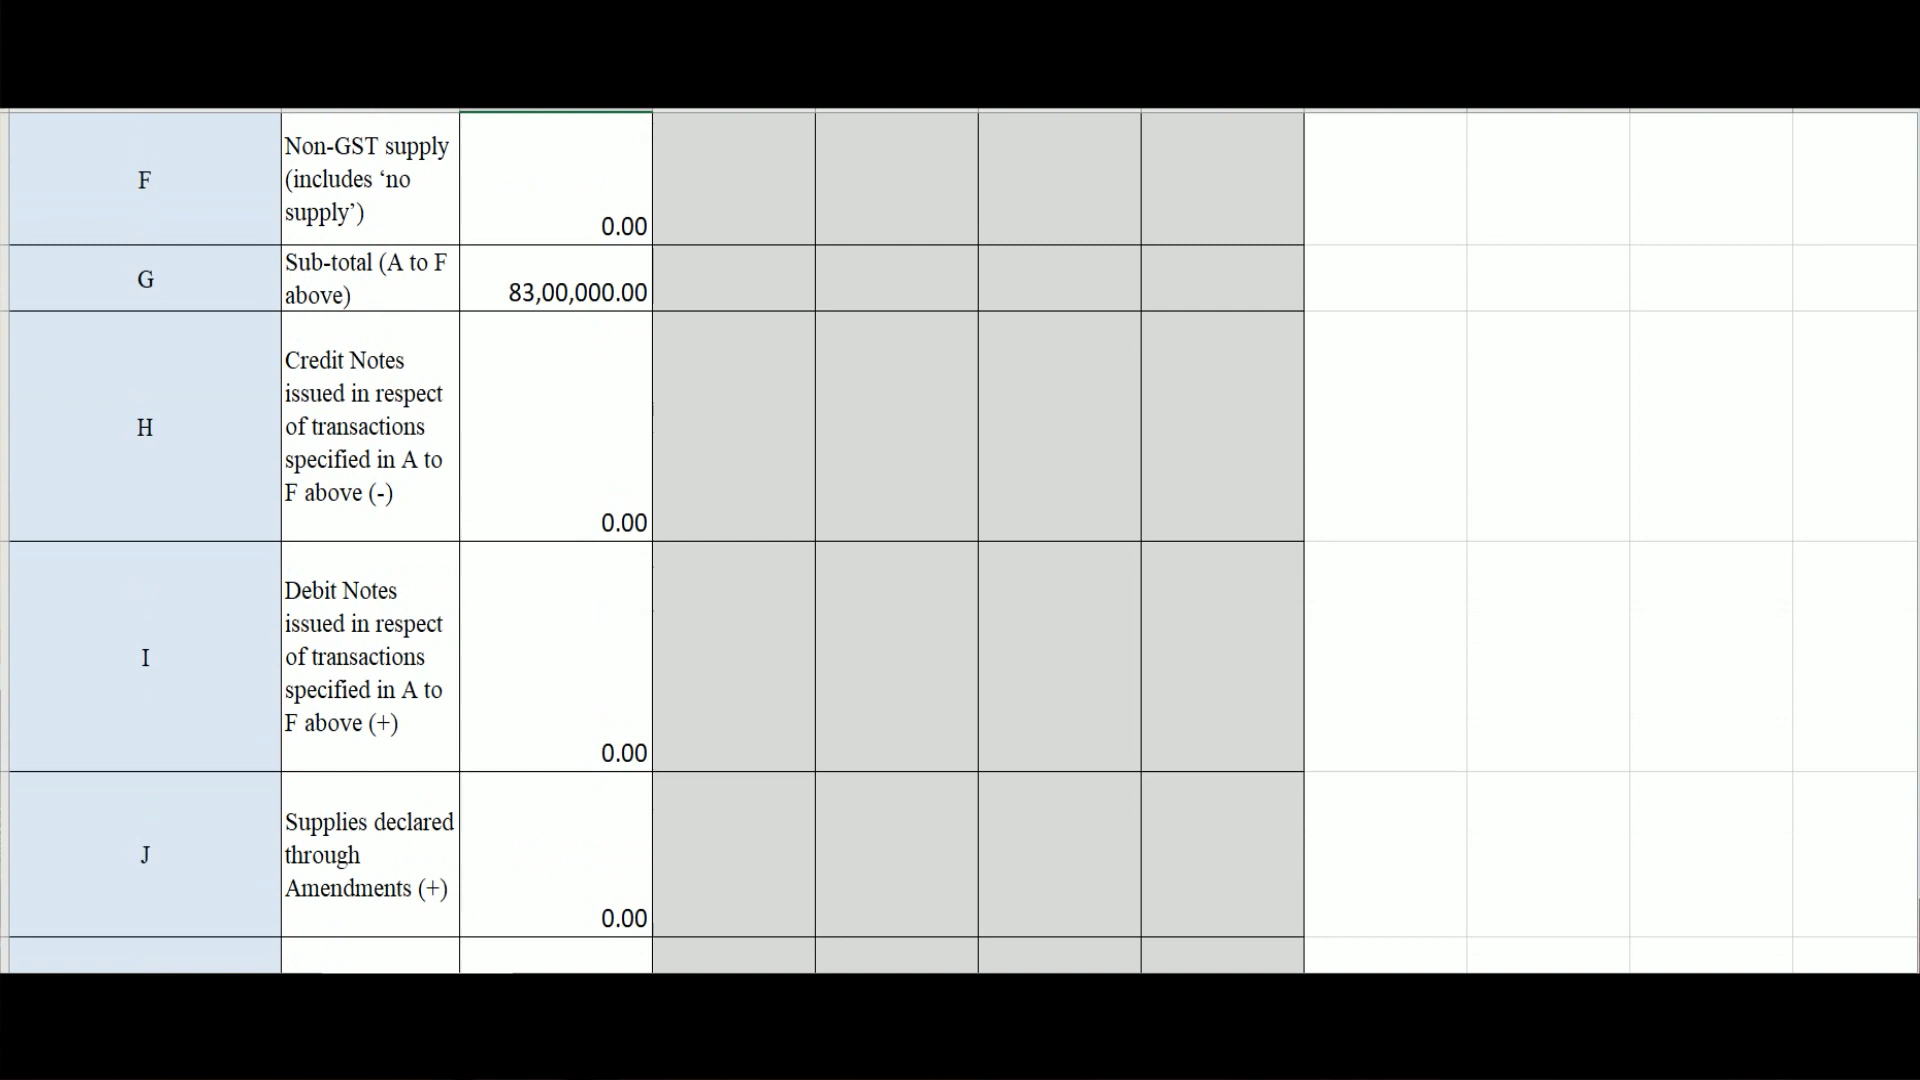 F
Non-GST supply
(includes ‘no
supply’)
0.00
G
Sub-total (A to F
above)
83,00,000.00
H
Credit Notes
issued in respect
of transactions
specified in A to
F above (-)
0.00
I
Debit Notes
issued in respect
of transactions
specified in A to
F above (+)
0.00
J
Supplies declared
through
Amendments (+)
0.00